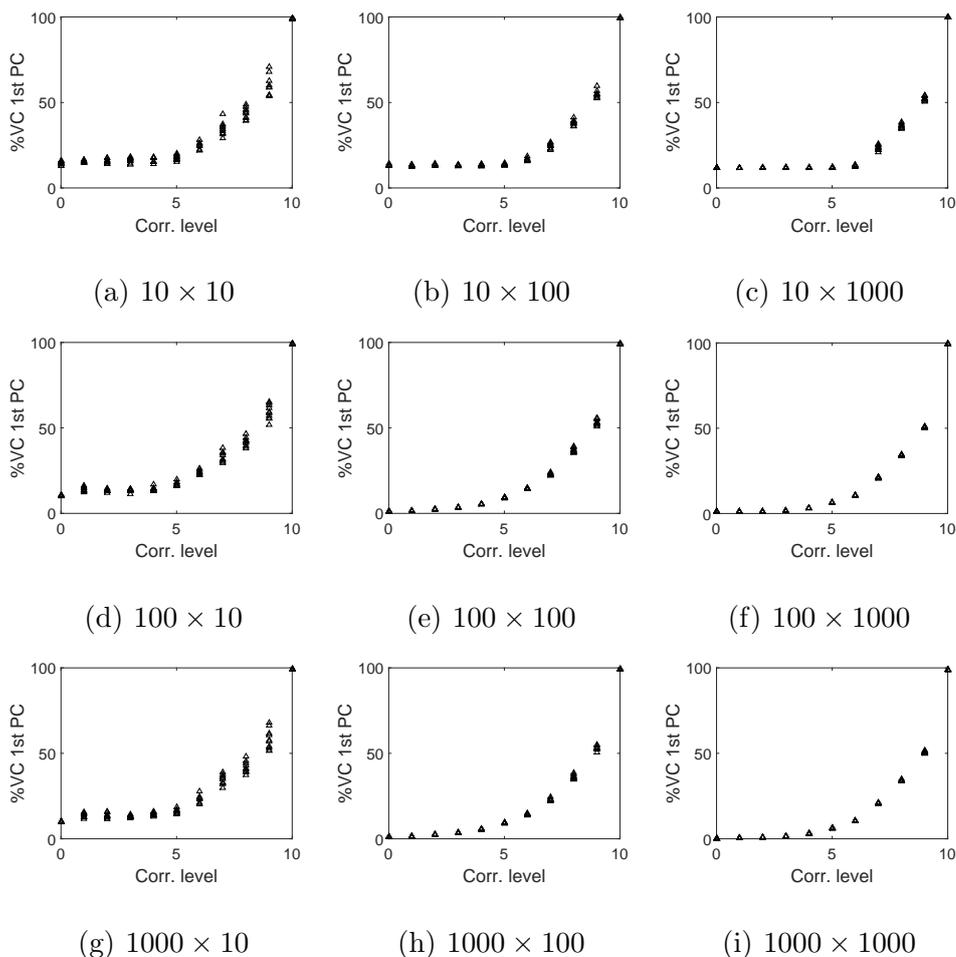 100
50
0
%VC 1st PC
0 5 10
Corr. level
(a) 10 × 10
100
50
0
%VC 1st PC
0 5 10
Corr. level
(b) 10 × 100
100
50
0
%VC 1st PC
0 5 10
Corr. level
(c) 10 × 1000
100
50
0
%VC 1st PC
0 5 10
Corr. level
(d) 100 × 10
100
50
0
%VC 1st PC
0 5 10
Corr. level
(e) 100 × 100
100
50
0
%VC 1st PC
0 5 10
Corr. level
(f) 100 × 1000
100
50
0
%VC 1st PC
0 5 10
Corr. level
(g) 1000 × 10
100
50
0
%VC 1st PC
0 5 10
Corr. level
(h) 1000 × 100
100
50
0
%VC 1st PC
0 5 10
Corr. level
(i) 1000 × 1000